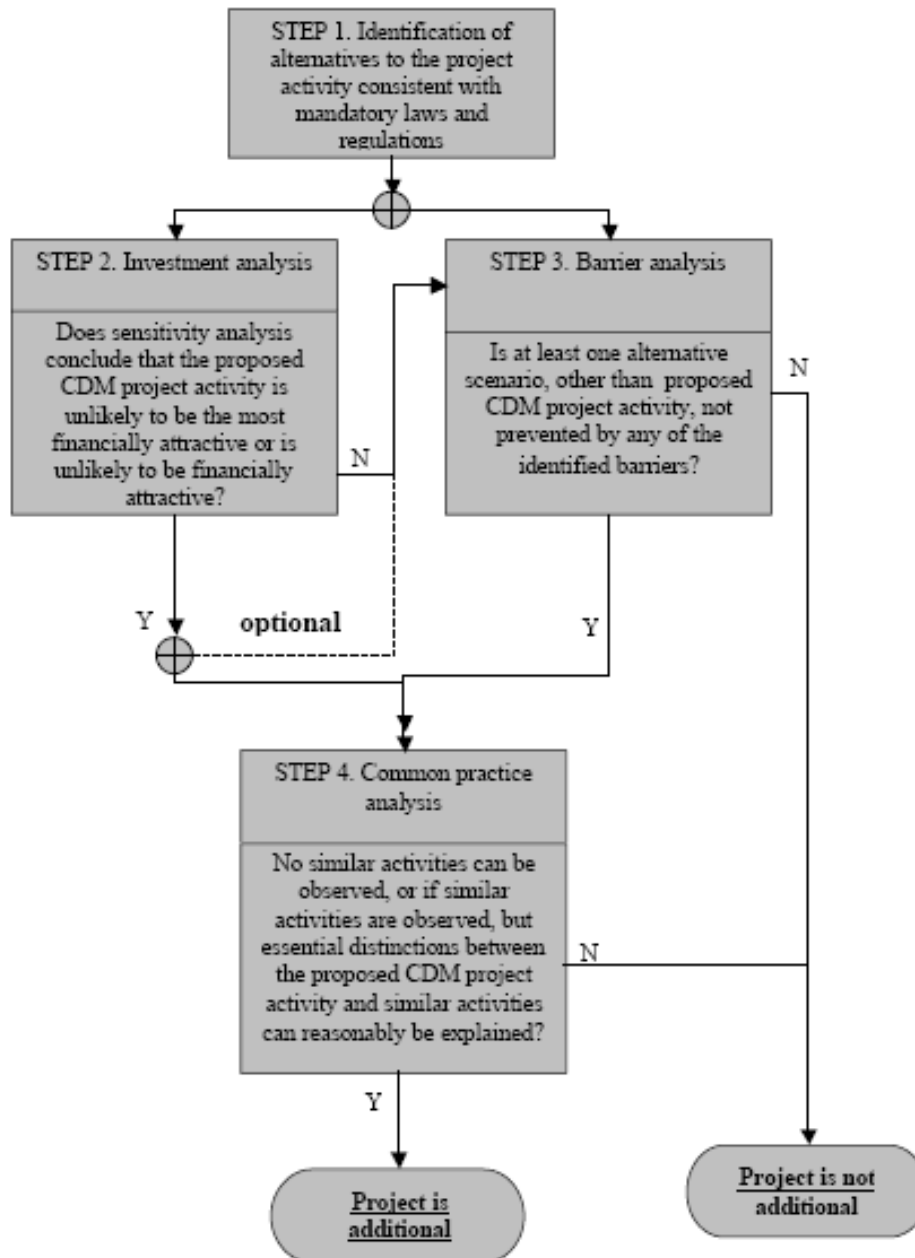 STEP 1. Identification of
alternatives to the project
activity consistent with
mandatory laws and
regulations
STEP 2. Investment analysis
Does sensitivity analysis
conclude that the proposed
CDM project activity is
unlikely to be the most
financially attractive or is
unlikely to be financially
attractive?
N
Y
optional
STEP 3. Barrier analysis
Is at least one alternative
scenario, other than proposed
CDM project activity, not
prevented by any of the
identified barriers?
N
Y
STEP 4. Common practice
analysis
No similar activities can be
observed, or if similar
activities are observed, but
essential distinctions between
the proposed CDM project
activity and similar activities
can reasonably be explained?
N
Y
Project is
additional
Project is not
additional